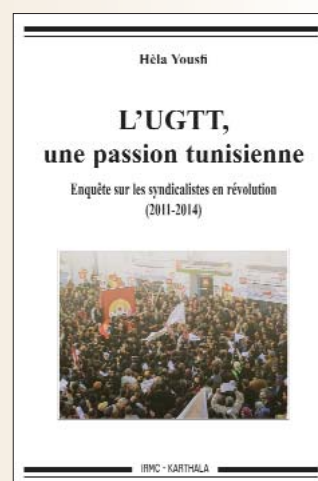 Hèla Yousfi
L'UGTT,
une passion tunisienne
Enquête sur les syndicalistes en révolution
(2011-2014)
IRMC - KARTHALA